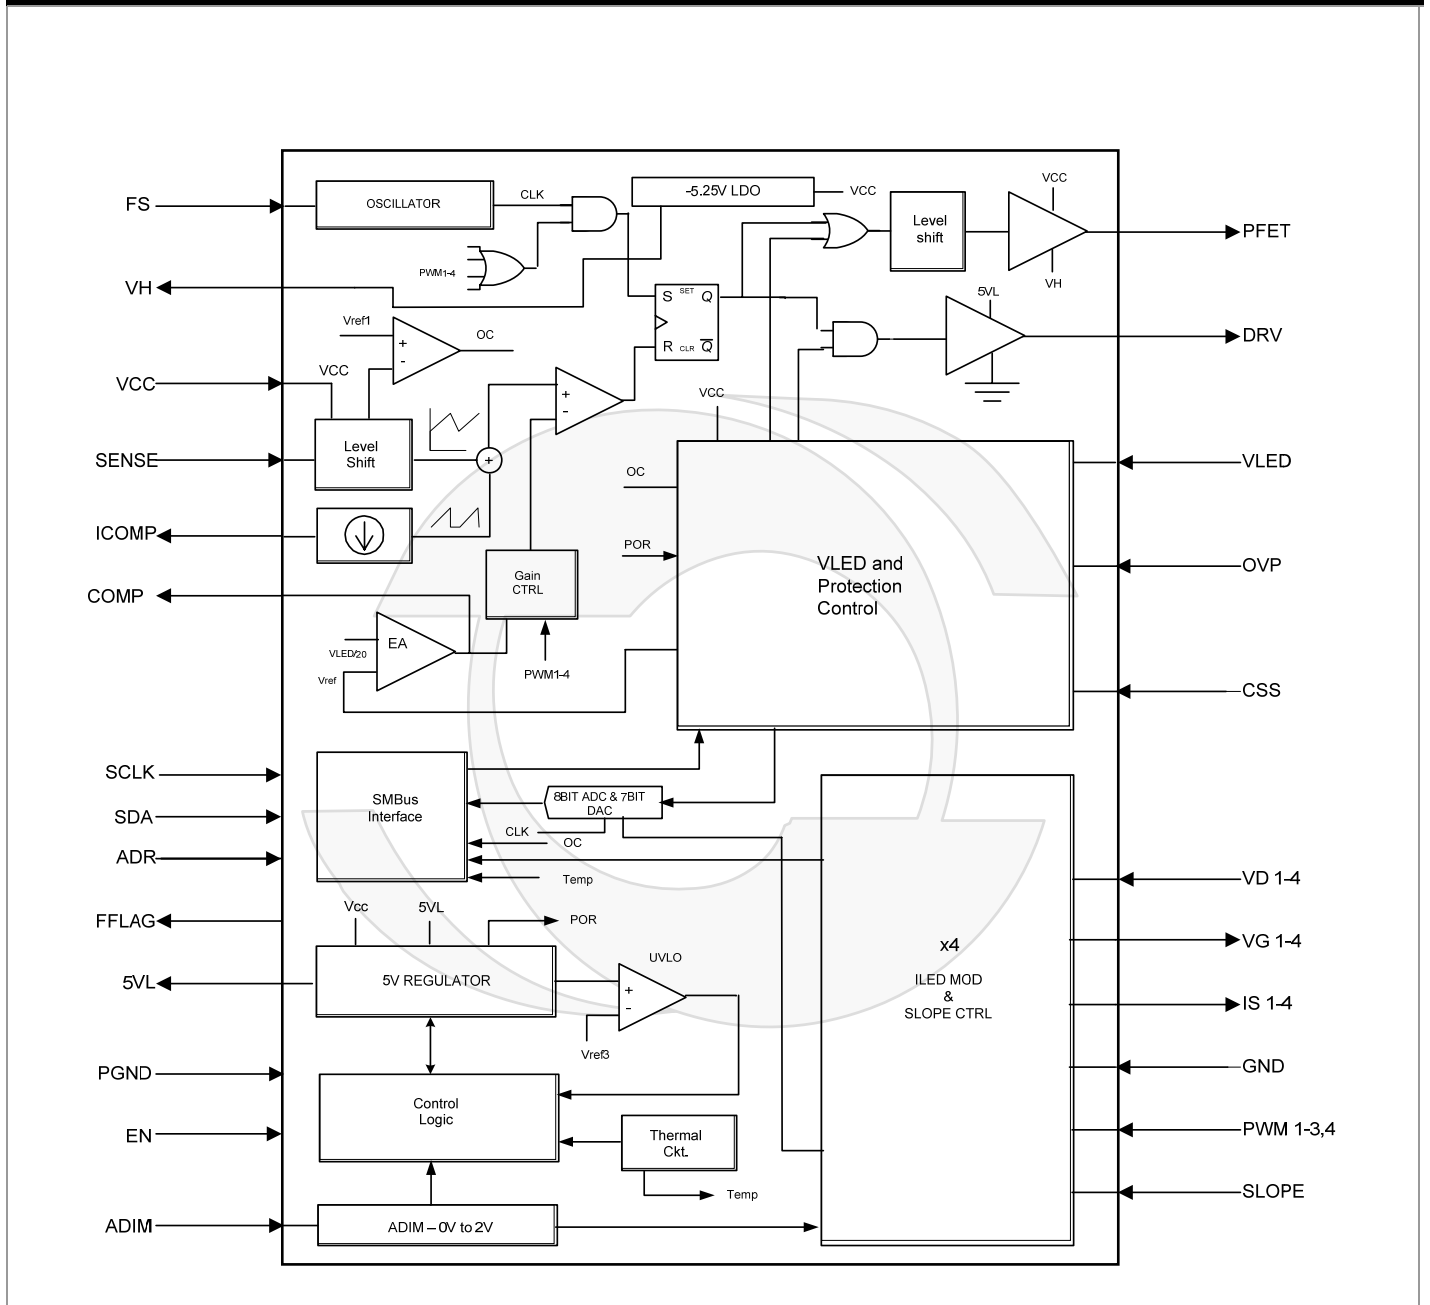 FS
VH
VCC
SENSE
ICOMP
COMP
SCLK
SDA
ADR
FFLAG
5VL
PGND
EN
ADIM
OSCILLATOR
CLK
PWM1-4
-5.25V LDO
VCC
Level
shift
VCC
VH
5VL
S SET Q
R CLR Q
Vref1
+
-
OC
VCC
Level
Shift
+
+
-
Gain
CTRL
PWM1-4
EA
VLED/20
Vref
VCC
OC
POR
VLED and
Protection
Control
SMBus
Interface
8BIT ADC & 7BIT
DAC
CLK
OC
Temp
Vcc
5VL
POR
5V REGULATOR
UVLO
+
-
Vref3
Control
Logic
Thermal
Ckt.
Temp
ADIM – 0V to 2V
x4
ILED MOD
&
SLOPE CTRL
PFET
DRV
VLED
OVP
CSS
VD 1-4
VG 1-4
IS 1-4
GND
PWM 1-3,4
SLOPE